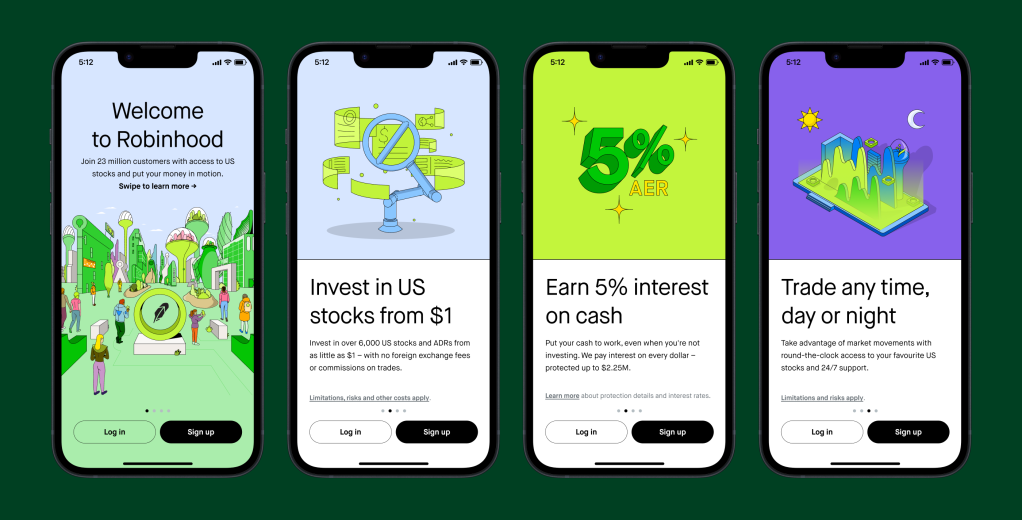 5:12
Welcome
to Robinhood
Join 23 million customers with access to US
stocks and put your money in motion.
Swipe to learn more →
Log in
Sign up
5:12
$
Invest in US
stocks from $1
Invest in over 6,000 US stocks and ADRs from
as little as $1 – with no foreign exchange fees
or commissions on trades.
Limitations, risks and other costs apply.
Log in
Sign up
5:12
5%
AER
Earn 5% interest
on cash
Put your cash to work, even when you're not
investing. We pay interest on every dollar –
protected up to $2.25M.
Learn more about protection details and interest rates.
Log in
Sign up
5:12
Trade any time,
day or night
Take advantage of market movements with
round-the-clock access to your favourite US
stocks and 24/7 support.
Limitations and risks apply.
Log in
Sign up